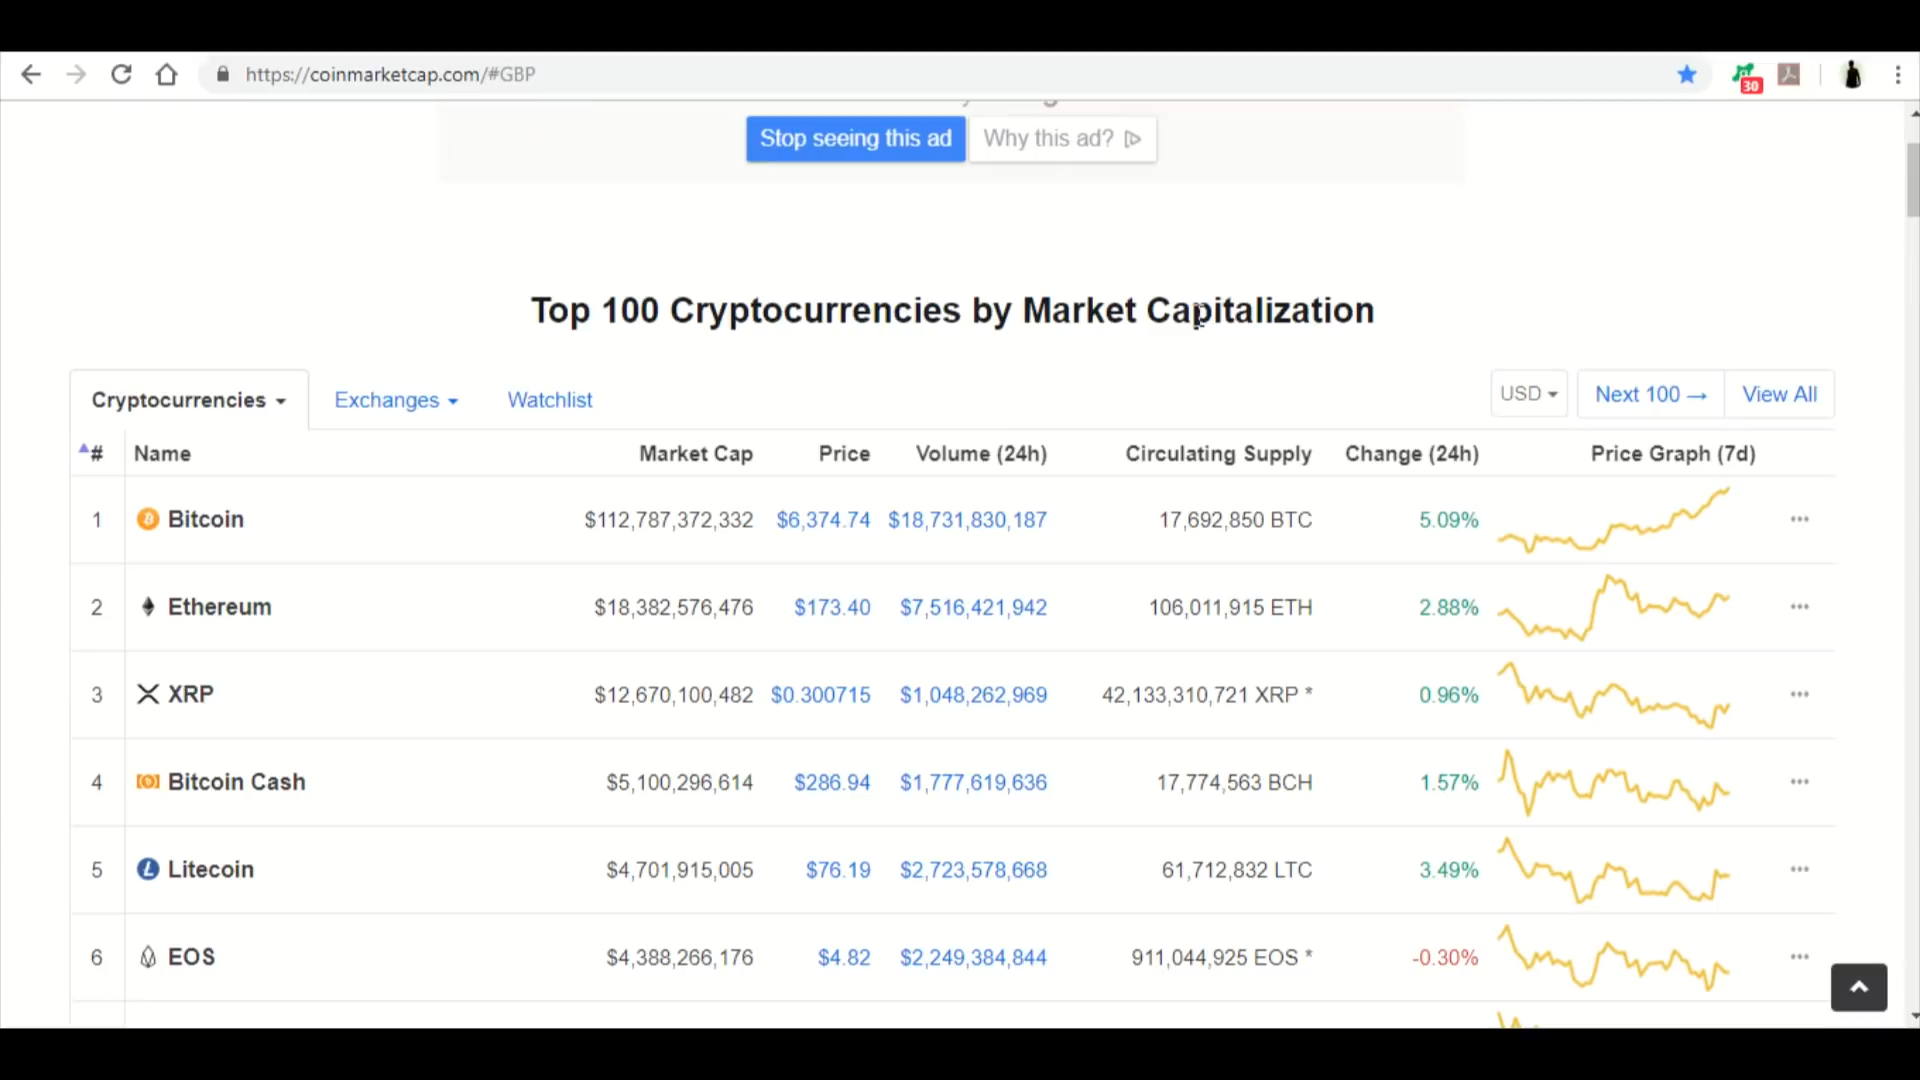 https://coinmarketcap.com/#GBP
30
Stop seeing this ad Why this ad?
Top 100 Cryptocurrencies by Market Capitalization
Cryptocurrencies Exchanges Watchlist USD Next 100 → View All
# Name Market Cap Price Volume (24h) Circulating Supply Change (24h) Price Graph (7d)
1 Bitcoin $112,787,372,332 $6,374.74 $18,731,830,187 17,692,850 BTC 5.09%
2 Ethereum $18,382,576,476 $173.40 $7,516,421,942 106,011,915 ETH 2.88%
3 XRP $12,670,100,482 $0.300715 $1,048,262,969 42,133,310,721 XRP * 0.96%
4 Bitcoin Cash $5,100,296,614 $286.94 $1,777,619,636 17,774,563 BCH 1.57%
5 Litecoin $4,701,915,005 $76.19 $2,723,578,668 61,712,832 LTC 3.49%
6 EOS $4,388,266,176 $4.82 $2,249,384,844 911,044,925 EOS * -0.30%